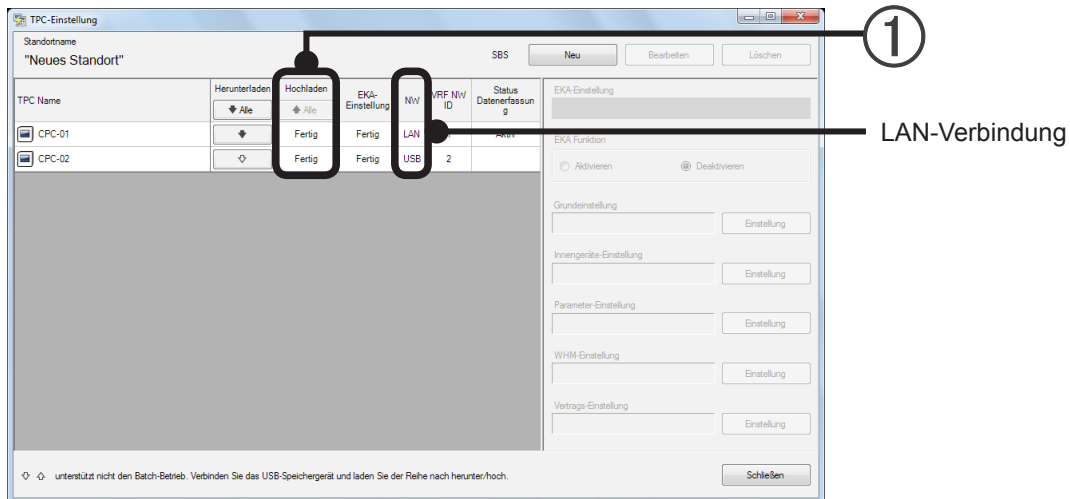 TPC-Einstellung
Standortname
"Neues Standort"
SBS
Neu
Bearbeiten
Löschen
①
TPC Name
Herunterladen
Alle
Hochladen
Alle
EKA-
Einstellung
NW
VRF NW
ID
Status
Datenerfassun
g
CPC-01
Fertig
Fertig
LAN
Aktiv
CPC-02
Fertig
Fertig
USB
2
EKA-Einstellung
EKA Funktion
Aktivieren
Deaktivieren
Grundeinstellung
Einstellung
Innengeräte-Einstellung
Einstellung
Parameter-Einstellung
Einstellung
WHM-Einstellung
Einstellung
Vertrags-Einstellung
Einstellung
LAN-Verbindung
unterstützt nicht den Batch-Betrieb. Verbinden Sie das USB-Speichergerät und laden Sie der Reihe nach herunter/hoch.
Schließen